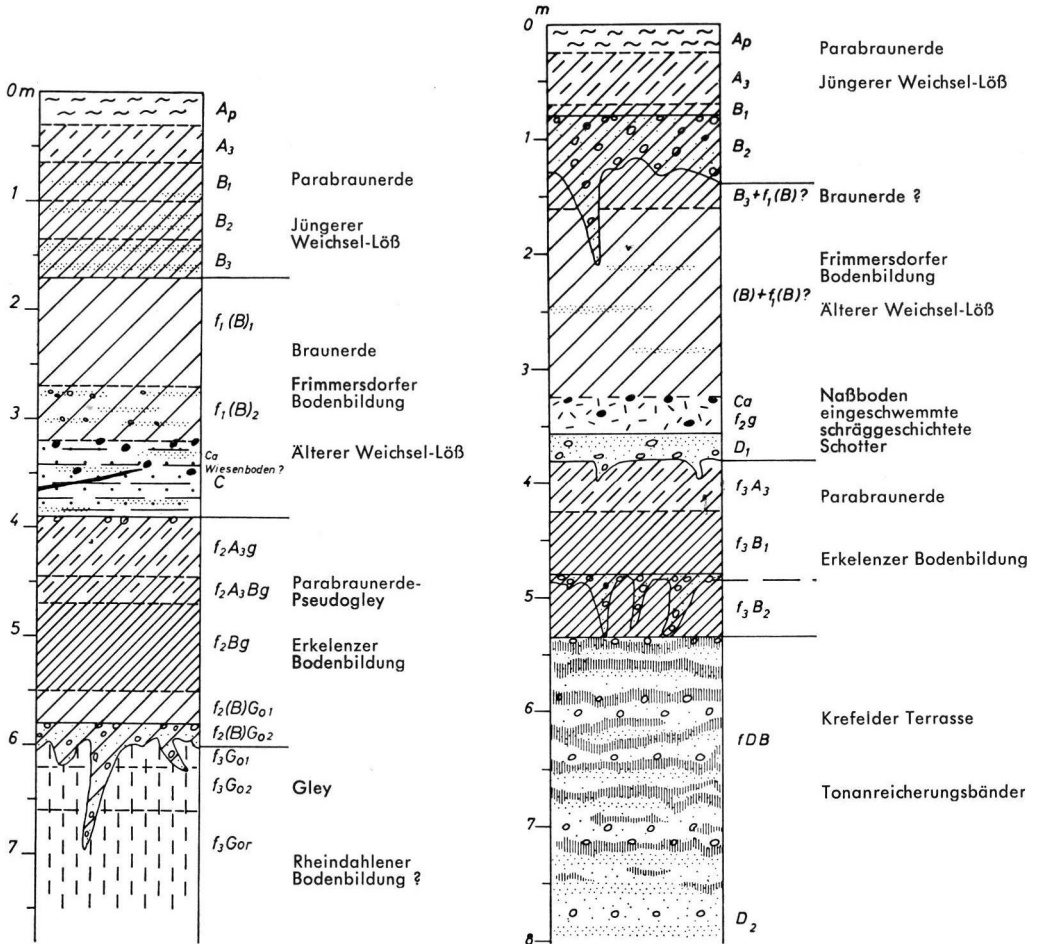 0 m
1
2
3
4
5
6
7
Ap
A3
B1
B2
B3
f1(B)1
f1(B)2
Ca
Wiesenboden ?
C
f2A3g
f2A3Bg
f2Bg
f2(B)Go1
f2(B)Go2
f3Go1
f3Go2
f3Gor
Parabraunerde
Jüngerer
Weichsel-Löß
Braunerde
Frimmersdorfer
Bodenbildung
Älterer Weichsel-Löß
Parabraunerde-
Pseudogley
Erkelenzer
Bodenbildung
Gley
Rheindahlener
Bodenbildung ?
m
0
1
2
3
4
5
6
7
8
Ap
A3
B1
B2
B3+f1(B)?
(B)+f1(B)?
Ca
f2g
D1
f3A3
f3B1
f3B2
fDB
D2
Parabraunerde
Jüngerer Weichsel-Löß
Braunerde ?
Frimmersdorfer
Bodenbildung
Älterer Weichsel-Löß
Naßboden
eingeschwemmte
schräggeschichtete
Schotter
Parabraunerde
Erkelenzer Bodenbildung
Krefelder Terrasse
Tonanreicherungsbänder